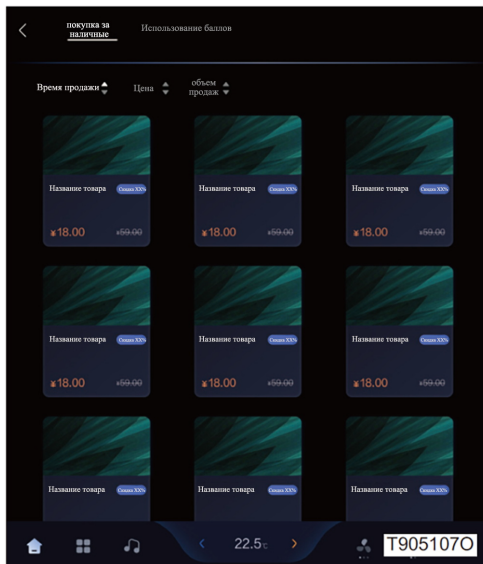 покупка за
наличные
Использование баллов
Время продажи
Цена
объем
продаж
Название товара Скидка XX%
Название товара Скидка XX%
Название товара Скидка XX%
¥18.00 ¥59.00
¥18.00 ¥59.00
¥18.00 ¥59.00
Название товара Скидка XX%
Название товара Скидка XX%
Название товара Скидка XX%
¥18.00 ¥59.00
¥18.00 ¥59.00
¥18.00 ¥59.00
Название товара Скидка XX%
Название товара Скидка XX%
Название товара Скидка XX%
22.5℃
T905107O